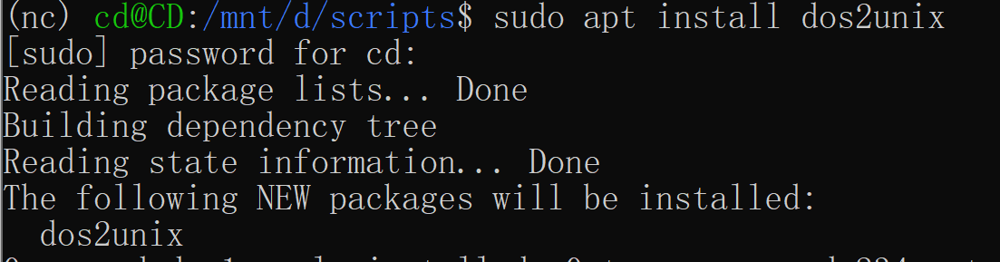 (nc) cd@CD:/mnt/d/scripts$ sudo apt install dos2unix
[sudo] password for cd:
Reading package lists... Done
Building dependency tree
Reading state information... Done
The following NEW packages will be installed:
  dos2unix